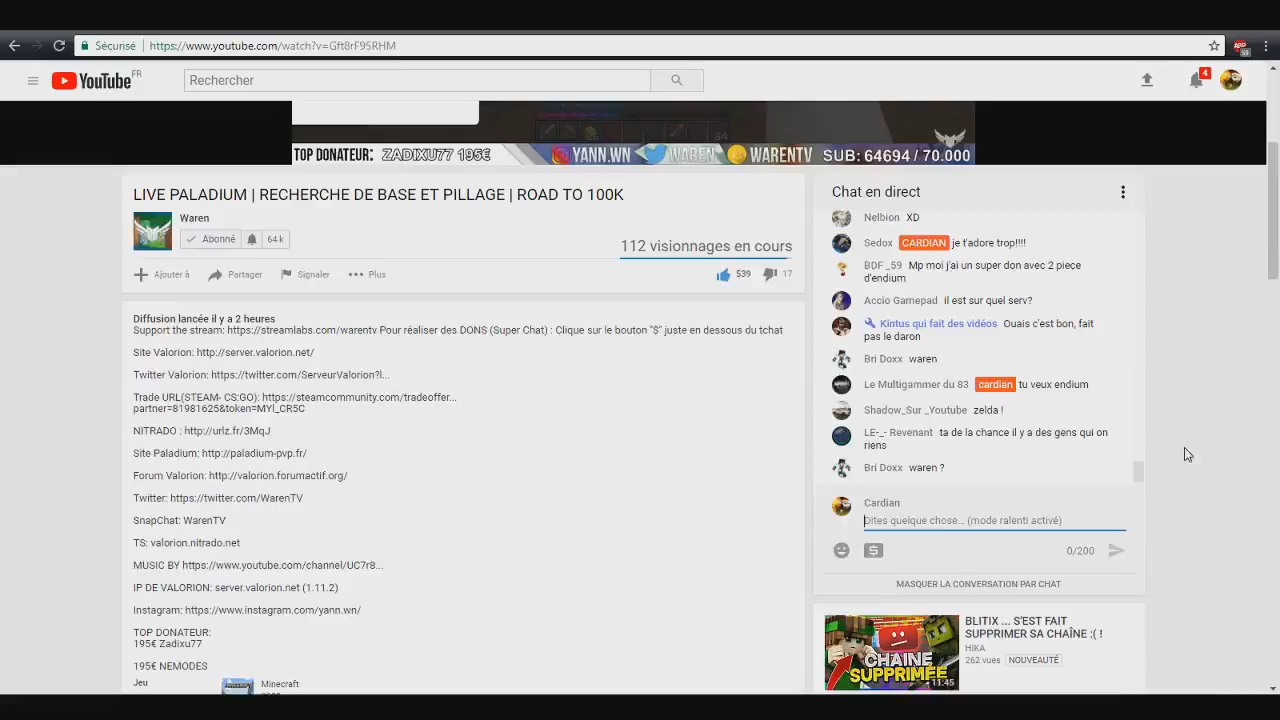 Sécurisé
https://www.youtube.com/watch?v=Gft8rF95RHM
59
YouTube FR
Rechercher
4
64
TOP DONATEUR: ZADIXU77 195€
YANN.WN
WAREN
WARENTV
SUB: 64694 / 70.000
LIVE PALADIUM | RECHERCHE DE BASE ET PILLAGE | ROAD TO 100K
Waren
Abonné
64 k
112 visionnages en cours
Ajouter à
Partager
Signaler
Plus
539
17
Diffusion lancée il y a 2 heures
Support the stream: https://streamlabs.com/warentv Pour réaliser des DONS (Super Chat) : Clique sur le bouton "$" juste en dessous du tchat
Site Valorion: http://server.valorion.net/
Twitter Valorion: https://twitter.com/ServeurValorion?l...
Trade URL(STEAM- CS:GO): https://steamcommunity.com/tradeoffer...
partner=81981625&token=MYl_CR5C
NITRADO : http://urlz.fr/3MqJ
Site Paladium: http://paladium-pvp.fr/
Forum Valorion: http://valorion.forumactif.org/
Twitter: https://twitter.com/WarenTV
SnapChat: WarenTV
TS: valorion.nitrado.net
MUSIC BY https://www.youtube.com/channel/UC7r8...
IP DE VALORION: server.valorion.net (1.11.2)
Instagram: https://www.instagram.com/yann.wn/
TOP DONATEUR:
195€ Zadixu77
195€ NEMODES
Jeu
Minecraft
Chat en direct
Nelbion XD
Sedox CARDIAN je t'adore trop!!!!
BDF _59 Mp moi j'ai un super don avec 2 piece
d'endium
Accio Gamepad il est sur quel serv?
Kintus qui fait des vidéos Ouais c'est bon, fait
pas le daron
Bri Doxx waren
Le Multigammer du 83 cardian tu veux endium
Shadow_Sur _Youtube zelda !
LE-_- Revenant ta de la chance il y a des gens qui on
riens
Bri Doxx waren ?
Cardian
Dites quelque chose... (mode ralenti activé)
0/200
MASQUER LA CONVERSATION PAR CHAT
CHAINE
SUPPRIMÉE
11:45
BLITIX ... S'EST FAIT
SUPPRIMER SA CHAÎNE :( !
HIKA
262 vues NOUVEAUTÉ